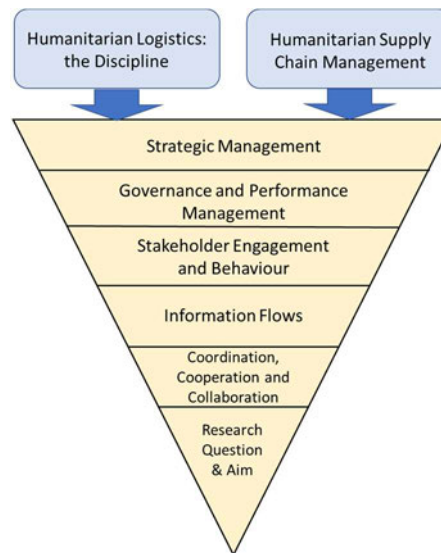 Humanitarian Logistics:
the Discipline
Humanitarian Supply
Chain Management
Strategic Management
Governance and Performance
Management
Stakeholder Engagement
and Behaviour
Information Flows
Coordination,
Cooperation and
Collaboration
Research
Question
& Aim